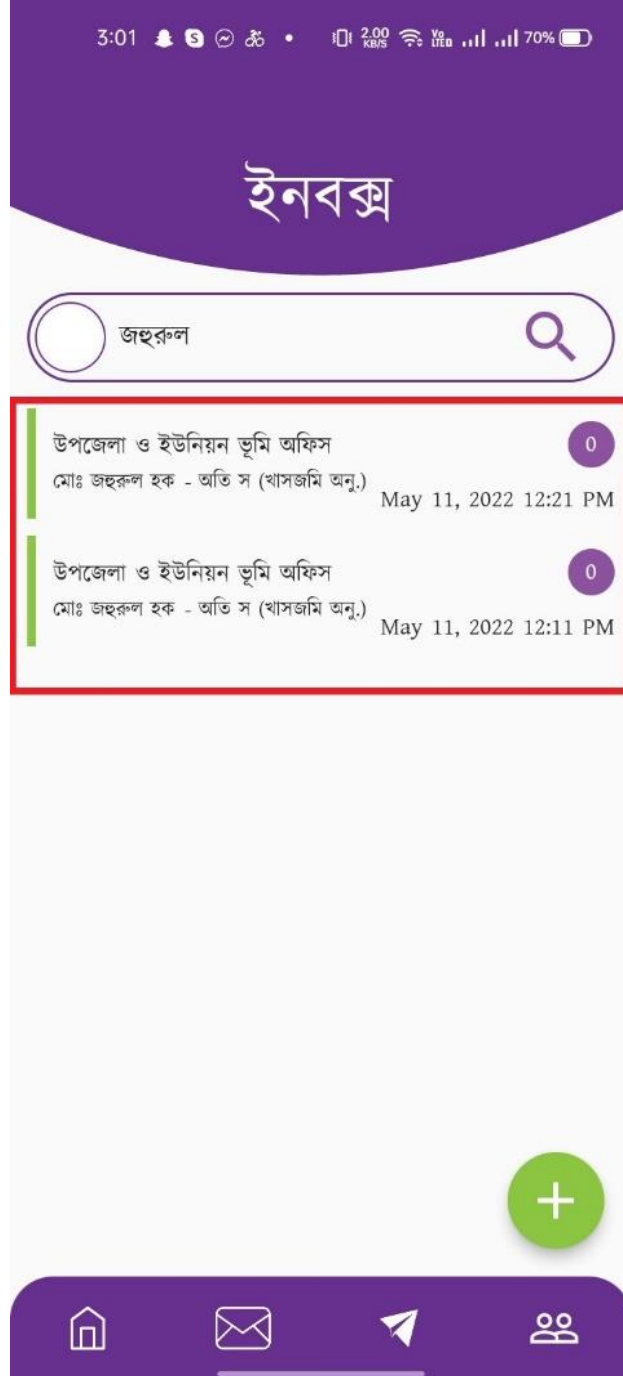 3:01 2.00 KB/S Vo LTE 70%
ইনবক্স
জহুরুল
উপজেলা ও ইউনিয়ন ভূমি অফিস 0
মোঃ জহুরুল হক - অতি স (খাসজমি অনু.)
May 11, 2022 12:21 PM
উপজেলা ও ইউনিয়ন ভূমি অফিস 0
মোঃ জহুরুল হক - অতি স (খাসজমি অনু.)
May 11, 2022 12:11 PM